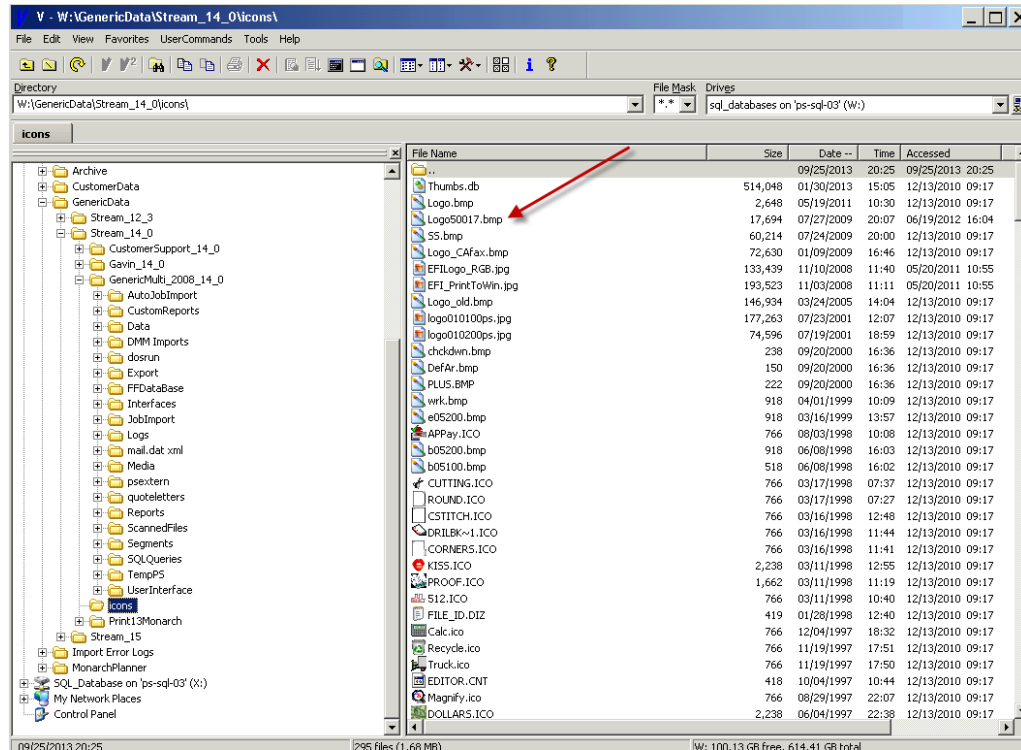 V - W:\GenericData\Stream_14_0\icons\
File Edit View Favorites UserCommands Tools Help
Directory File Mask Drives
W:\GenericData\Stream_14_0\icons\ *.* sql_databases on 'ps-sql-03' (W:)
icons
File Name Size Date -- Time Accessed
Archive
CustomerData
GenericData
Stream_12_3
Stream_14_0
CustomerSupport_14_0
Gavin_14_0
GenericMulti_2008_14_0
AutoJobImport
CustomReports
Data
DMM Imports
dosrun
Export
FFDataBase
Interfaces
JobImport
Logs
mail.dat xml
Media
psextern
quoteletters
Reports
ScannedFiles
Segments
SQLQueries
TempPS
UserInterface
icons
Print13Monarch
Stream_15
Import Error Logs
MonarchPlanner
SQL_Database on 'ps-sql-03' (X:)
My Network Places
Control Panel
.. 09/25/2013 20:25 09/25/2013 20:25
Thumbs.db 514,048 01/30/2013 15:05 12/13/2010 09:17
Logo.bmp 2,648 05/19/2011 10:30 12/13/2010 09:17
Logo50017.bmp 17,694 07/27/2009 20:07 06/19/2012 16:04
SS.bmp 60,214 07/24/2009 20:00 12/13/2010 09:17
Logo_CAfax.bmp 72,630 01/09/2009 16:46 12/13/2010 09:17
EFILogo_RGB.jpg 133,439 11/10/2008 11:40 05/20/2011 10:55
EFI_PrintToWin.jpg 193,523 11/03/2008 11:11 05/20/2011 10:55
Logo_old.bmp 146,934 03/24/2005 14:04 12/13/2010 09:17
logo010100ps.jpg 177,263 07/23/2001 12:07 12/13/2010 09:17
logo010200ps.jpg 74,596 07/19/2001 18:59 12/13/2010 09:17
chckdwn.bmp 238 09/20/2000 16:36 12/13/2010 09:17
DefAr.bmp 150 09/20/2000 16:36 12/13/2010 09:17
PLUS.BMP 222 09/20/2000 16:36 12/13/2010 09:17
wrk.bmp 918 04/01/1999 10:09 12/13/2010 09:17
e05200.bmp 918 03/16/1999 13:57 12/13/2010 09:17
APPay.ICO 766 08/03/1998 10:08 12/13/2010 09:17
b05200.bmp 918 06/08/1998 16:03 12/13/2010 09:17
b05100.bmp 518 06/08/1998 16:02 12/13/2010 09:17
CUTTING.ICO 766 03/17/1998 07:37 12/13/2010 09:17
ROUND.ICO 766 03/17/1998 07:27 12/13/2010 09:17
CSTITCH.ICO 766 03/16/1998 12:48 12/13/2010 09:17
DRILBK~1.ICO 766 03/16/1998 11:44 12/13/2010 09:17
CORNERS.ICO 766 03/16/1998 11:41 12/13/2010 09:17
KISS.ICO 2,238 03/11/1998 12:55 12/13/2010 09:17
PROOF.ICO 1,662 03/11/1998 11:19 12/13/2010 09:17
512.ICO 766 03/11/1998 10:40 12/13/2010 09:17
FILE_ID.DIZ 419 01/28/1998 12:40 12/13/2010 09:17
Calc.ico 766 12/04/1997 18:32 12/13/2010 09:17
Recycle.ico 766 11/19/1997 17:51 12/13/2010 09:17
Truck.ico 766 11/19/1997 17:50 12/13/2010 09:17
EDITOR.CNT 418 10/04/1997 10:44 12/13/2010 09:17
Magnify.ico 766 08/29/1997 22:07 12/13/2010 09:17
DOLLARS.ICO 2,238 06/04/1997 22:38 12/13/2010 09:17
09/25/2013 20:25 295 files (1.68 MB) W: 100.13 GB free, 614.41 GB total